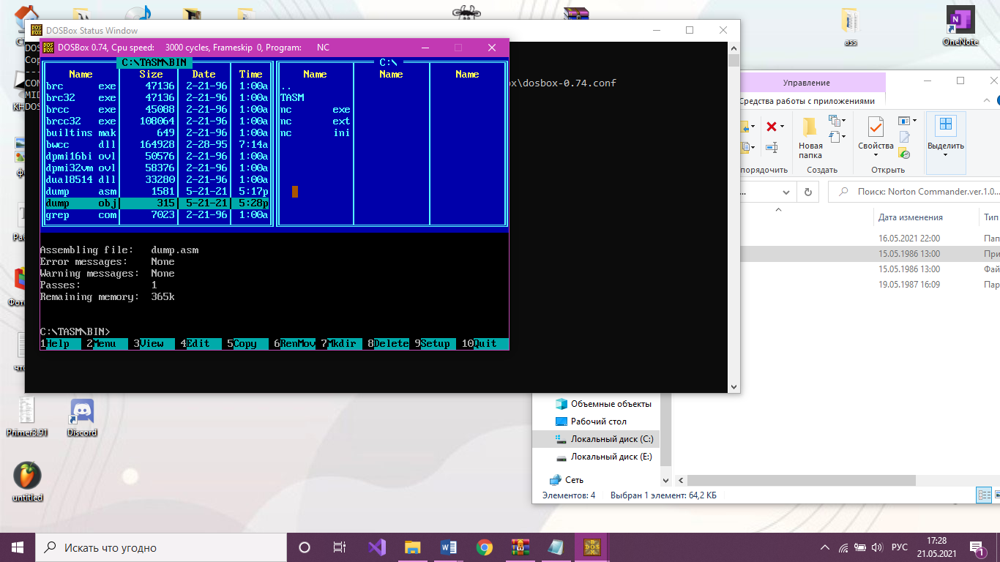 OneNote
ass
DOSBox Status Window
DOSBox 0.74, Cpu speed: 3000 cycles, Frameskip 0, Program: NC
C:\TASM\BIN
Name Size Date Time
brc exe 47136 2-21-96 1:00a
brc32 exe 47136 2-21-96 1:00a
brcc exe 45088 2-21-96 1:00a
brcc32 exe 108064 2-21-96 1:00a
builtins mak 649 2-21-96 1:00a
bwcc dll 164928 2-28-95 7:14a
dpmi16bi ovl 50576 2-21-96 1:00a
dpmi32vm ovl 58376 2-21-96 1:00a
dual8514 dll 33280 2-21-96 1:00a
dump asm 1581 5-21-21 5:17p
dump obj 315 5-21-21 5:28p
grep com 7023 2-21-96 1:00a
C:\
Name Name Name
..
TASM
nc exe
nc ext
nc ini
Assembling file: dump.asm
Error messages: None
Warning messages: None
Passes: 1
Remaining memory: 365k
C:\TASM\BIN>
1Help 2Menu 3View 4Edit 5Copy 6RenMov 7Mkdir 8Delete 9Setup 10Quit
x\dosbox-0.74.conf
Управление
Средства работы с приложениями
Новая
папка
Свойства
Выделить
порядочить
Создать
Открыть
Поиск: Norton Commander.ver.1.0...
Дата изменения
Тип
16.05.2021 22:00
Пап
15.05.1986 13:00
При
15.05.1986 13:00
Фай
19.05.1987 16:09
Пар
Объемные объекты
Рабочий стол
Локальный диск (C:)
Локальный диск (E:)
Сеть
Элементов: 4
Выбран 1 элемент: 64,2 КБ
Primer3.91
Discord
untitled
Искать что угодно
РУС
17:28
21.05.2021
1